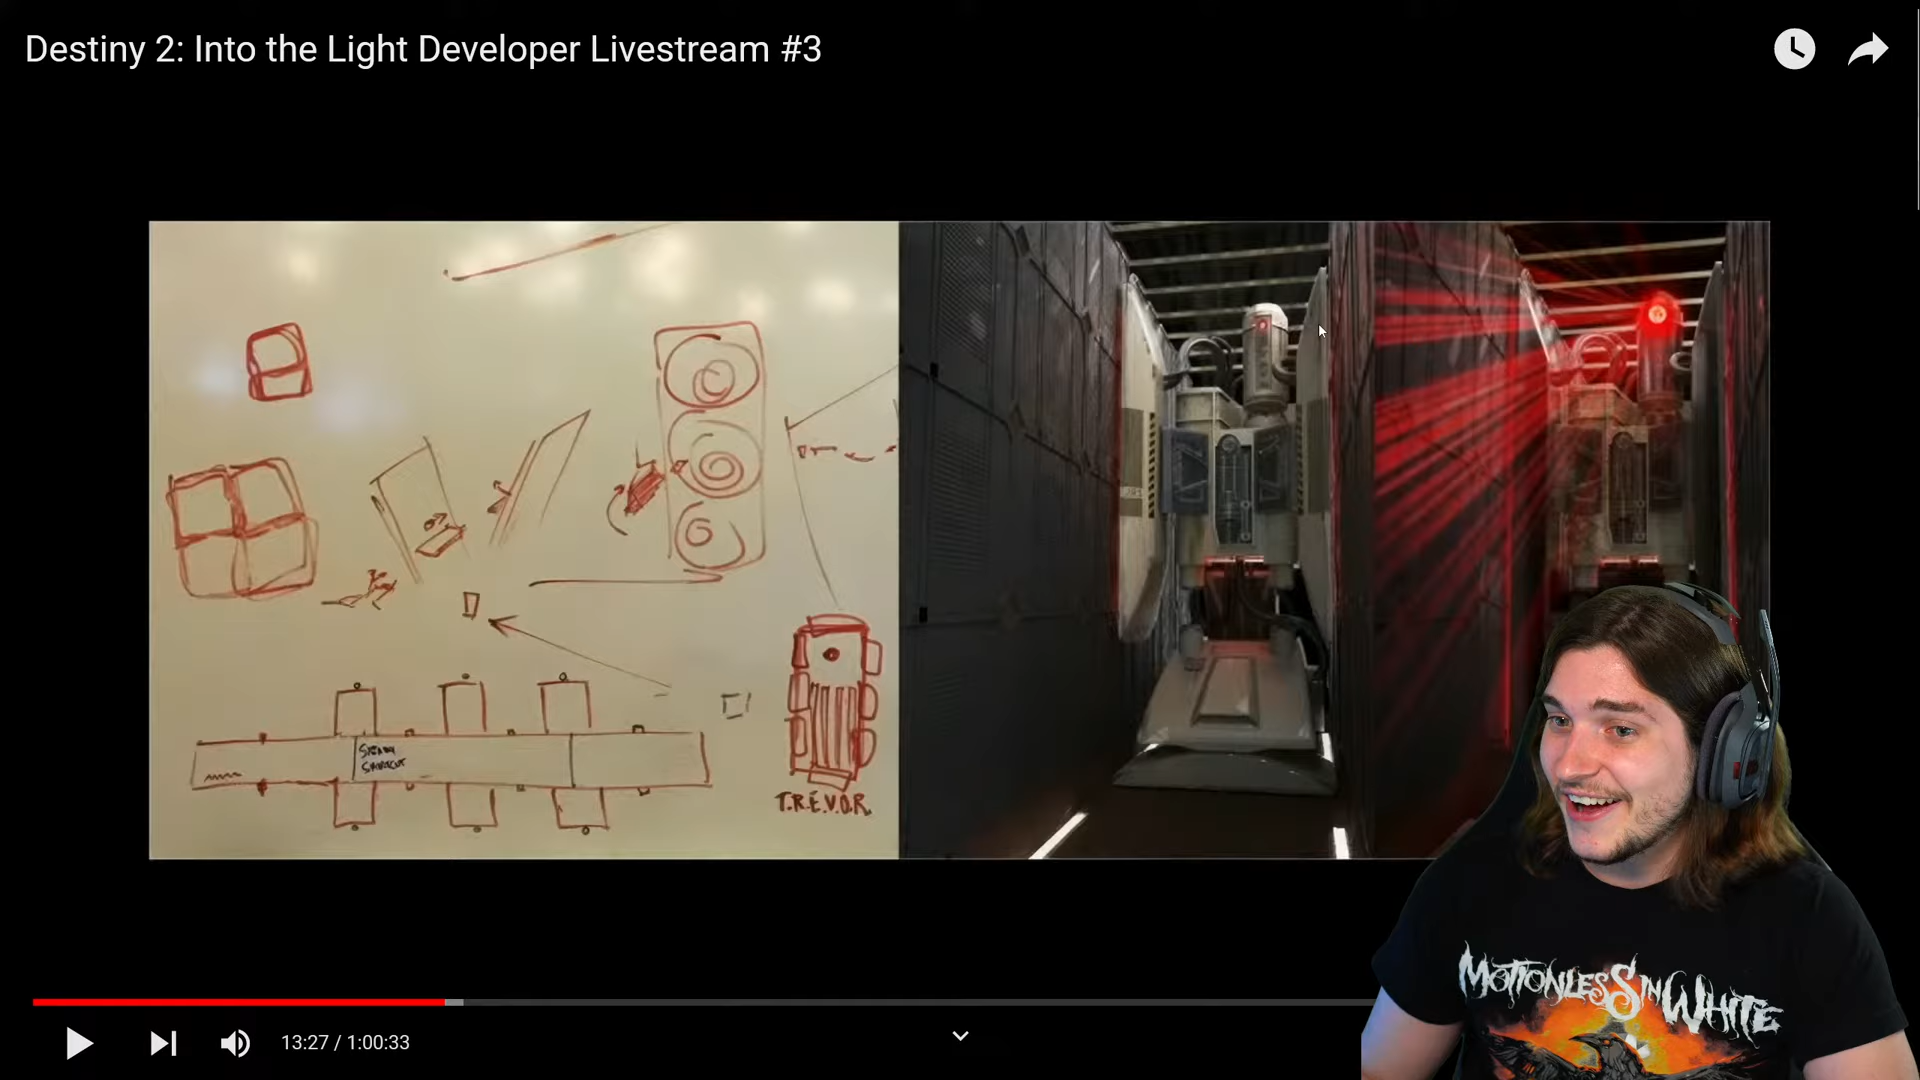 Destiny 2: Into the Light Developer Livestream #3
T.R.E.V.O.R.
MOTIONLESS IN WHITE
13:27 / 1:00:33